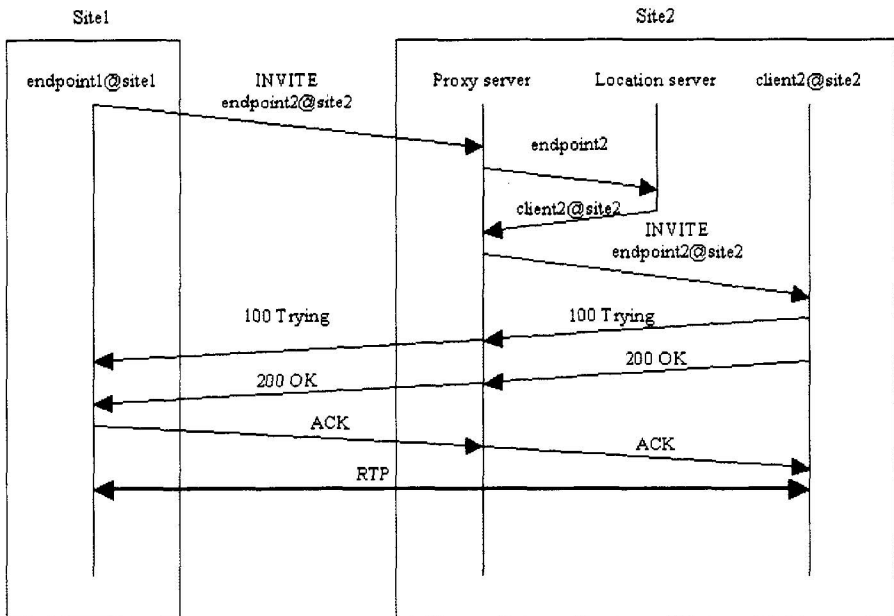 Site1
Site2
endpoint1@site1
INVITE
endpoint2@site2
Proxy server
Location server
client2@site2
endpoint2
client2@site2
INVITE
endpoint2@site2
100 Trying
100 Trying
200 OK
200 OK
ACK
ACK
RTP